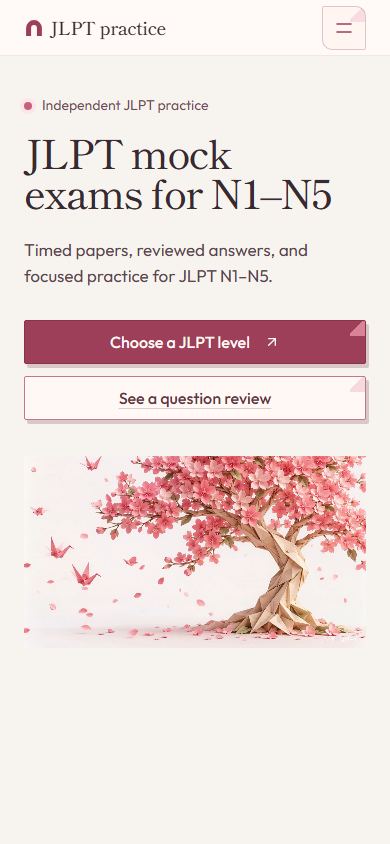 JLPT practice
Independent JLPT practice
JLPT mock
exams for N1–N5
Timed papers, reviewed answers, and
focused practice for JLPT N1–N5.
Choose a JLPT level
See a question review